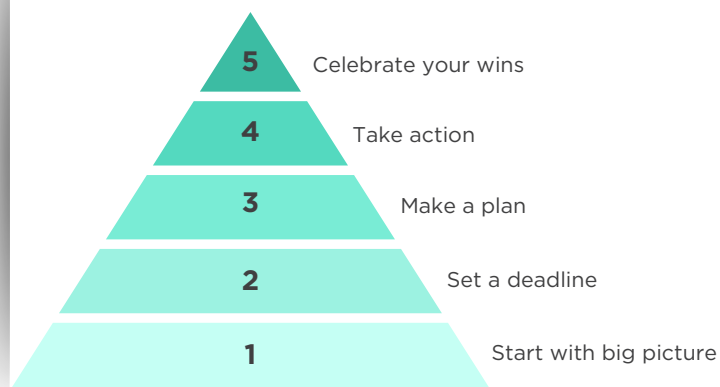 5 Celebrate your wins
4 Take action
3 Make a plan
2 Set a deadline
1 Start with big picture